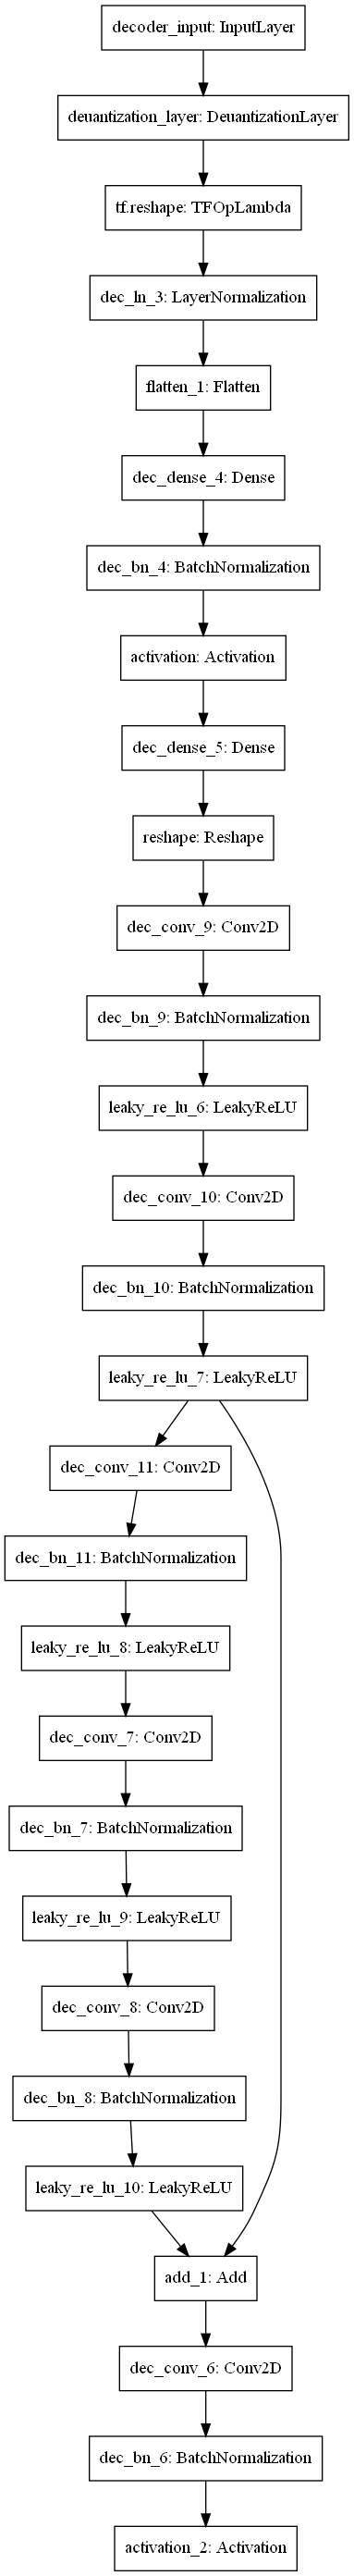 decoder_input: InputLayer
deuantization_layer: DeuantizationLayer
tf.reshape: TFOpLambda
dec_ln_3: LayerNormalization
flatten_1: Flatten
dec_dense_4: Dense
dec_bn_4: BatchNormalization
activation: Activation
dec_dense_5: Dense
reshape: Reshape
dec_conv_9: Conv2D
dec_bn_9: BatchNormalization
leaky_re_lu_6: LeakyReLU
dec_conv_10: Conv2D
dec_bn_10: BatchNormalization
leaky_re_lu_7: LeakyReLU
dec_conv_11: Conv2D
dec_bn_11: BatchNormalization
leaky_re_lu_8: LeakyReLU
dec_conv_7: Conv2D
dec_bn_7: BatchNormalization
leaky_re_lu_9: LeakyReLU
dec_conv_8: Conv2D
dec_bn_8: BatchNormalization
leaky_re_lu_10: LeakyReLU
add_1: Add
dec_conv_6: Conv2D
dec_bn_6: BatchNormalization
activation_2: Activation